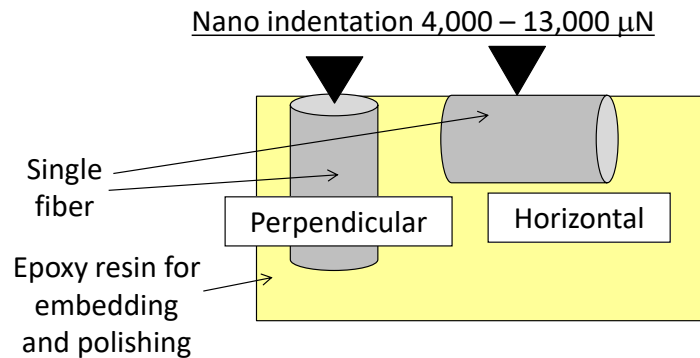 Nano indentation 4,000 – 13,000 μN
Single
fiber
Perpendicular
Horizontal
Epoxy resin for
embedding
and polishing